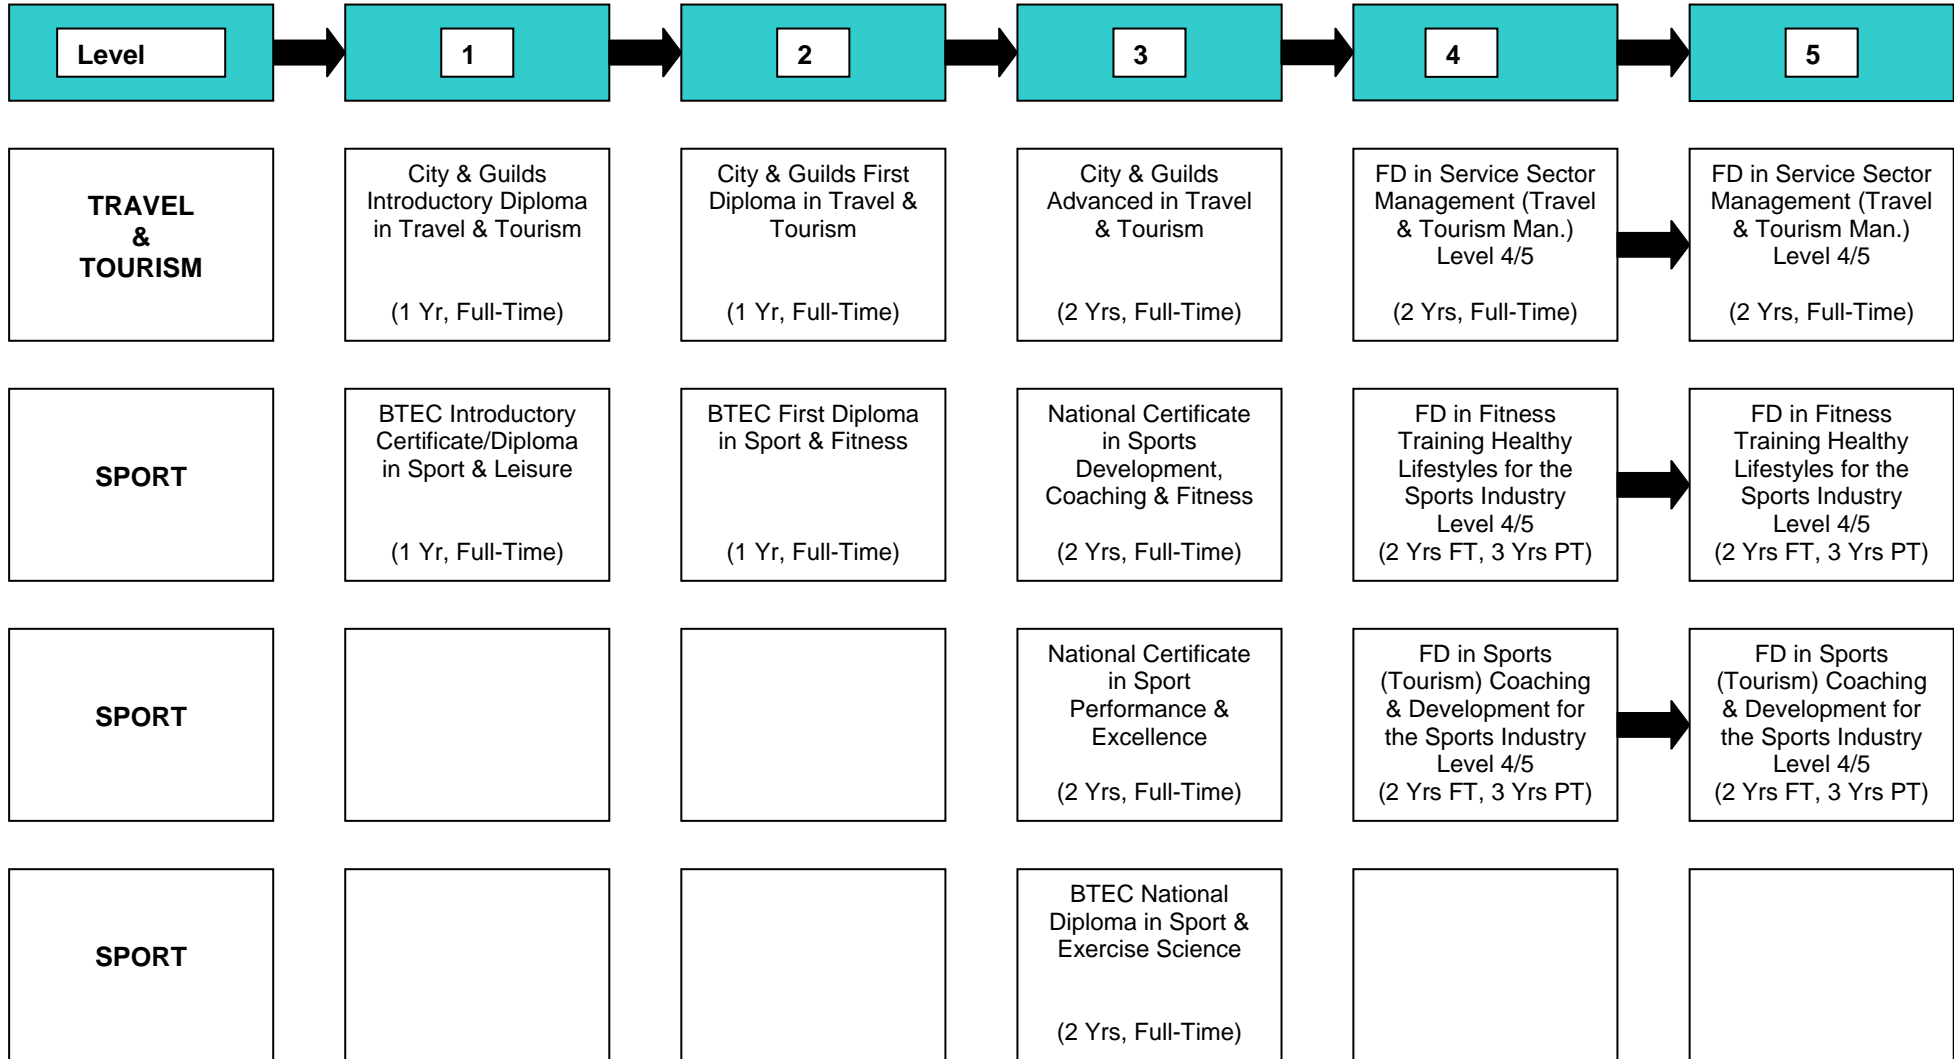 Level
1
2
3
4
5
TRAVEL
&
TOURISM
City & Guilds
Introductory Diploma
in Travel & Tourism
(1 Yr, Full-Time)
City & Guilds First
Diploma in Travel &
Tourism
(1 Yr, Full-Time)
City & Guilds
Advanced in Travel
& Tourism
(2 Yrs, Full-Time)
FD in Service Sector
Management (Travel
& Tourism Man.)
Level 4/5
(2 Yrs, Full-Time)
FD in Service Sector
Management (Travel
& Tourism Man.)
Level 4/5
(2 Yrs, Full-Time)
SPORT
BTEC Introductory
Certificate/Diploma
in Sport & Leisure
(1 Yr, Full-Time)
BTEC First Diploma
in Sport & Fitness
(1 Yr, Full-Time)
National Certificate
in Sports
Development,
Coaching & Fitness
(2 Yrs, Full-Time)
FD in Fitness
Training Healthy
Lifestyles for the
Sports Industry
Level 4/5
(2 Yrs FT, 3 Yrs PT)
FD in Fitness
Training Healthy
Lifestyles for the
Sports Industry
Level 4/5
(2 Yrs FT, 3 Yrs PT)
SPORT
National Certificate
in Sport
Performance &
Excellence
(2 Yrs, Full-Time)
FD in Sports
(Tourism) Coaching
& Development for
the Sports Industry
Level 4/5
(2 Yrs FT, 3 Yrs PT)
FD in Sports
(Tourism) Coaching
& Development for
the Sports Industry
Level 4/5
(2 Yrs FT, 3 Yrs PT)
SPORT
BTEC National
Diploma in Sport &
Exercise Science
(2 Yrs, Full-Time)